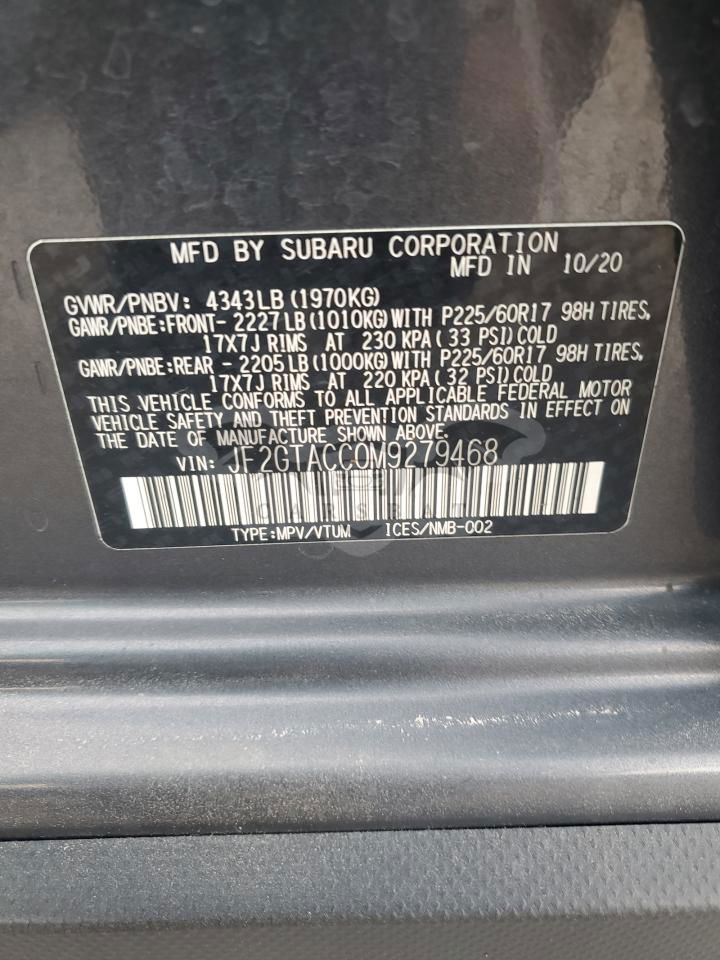 MFD BY SUBARU CORPORATION
MFD IN 10/20
GVWR/PNBV: 4343LB (1970KG)
GAWR/PNBE:FRONT- 2227LB(1010KG)WITH P225/60R17 98H TIRES,
17X7J RIMS AT 230 KPA( 33 PSI)COLD
GAWR/PNBE:REAR - 2205LB(1000KG)WITH P225/60R17 98H TIRES,
17X7J RIMS AT 220 KPA( 32 PSI)COLD
THIS VEHICLE CONFORMS TO ALL APPLICABLE FEDERAL MOTOR
VEHICLE SAFETY AND THEFT PREVENTION STANDARDS IN EFFECT ON
THE DATE OF MANUFACTURE SHOWN ABOVE.
VIN: JF2GTACC0M9279468
CARSBAT
TYPE:MPV/VTUM ICES/NMB-002